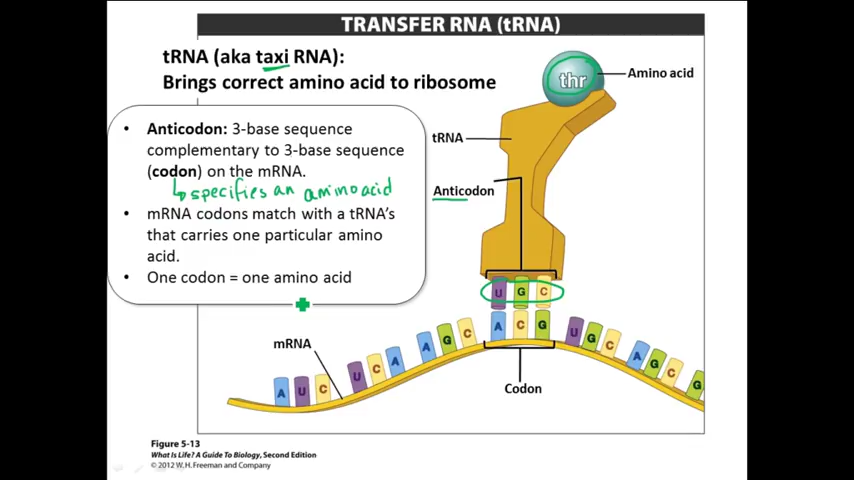 TRANSFER RNA (tRNA)
tRNA (aka taxi RNA):
Brings correct amino acid to ribosome
thr
Amino acid
tRNA
Anticodon
• Anticodon: 3-base sequence
complementary to 3-base sequence
(codon) on the mRNA.
↳ specifies an amino acid
• mRNA codons match with a tRNA's
that carries one particular amino
acid.
• One codon = one amino acid
U G C
A U C U C A A G C A C G U G C A G C G
mRNA
Codon
Figure 5-13
What Is Life? A Guide To Biology, Second Edition
© 2012 W. H. Freeman and Company